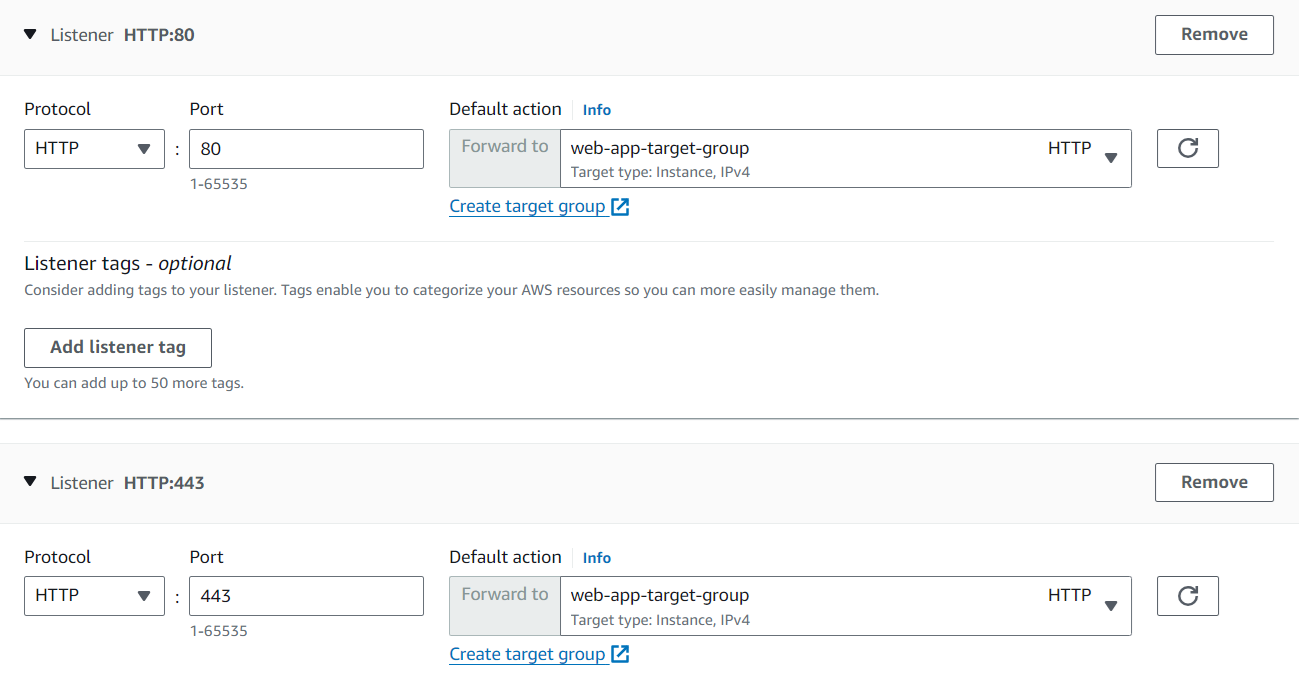 Listener HTTP:80 Remove
Protocol Port Default action Info
HTTP : 80 Forward to web-app-target-group HTTP
Target type: Instance, IPv4
1-65535
Create target group
Listener tags - optional
Consider adding tags to your listener. Tags enable you to categorize your AWS resources so you can more easily manage them.
Add listener tag
You can add up to 50 more tags.
Listener HTTP:443 Remove
Protocol Port Default action Info
HTTP : 443 Forward to web-app-target-group HTTP
Target type: Instance, IPv4
1-65535
Create target group